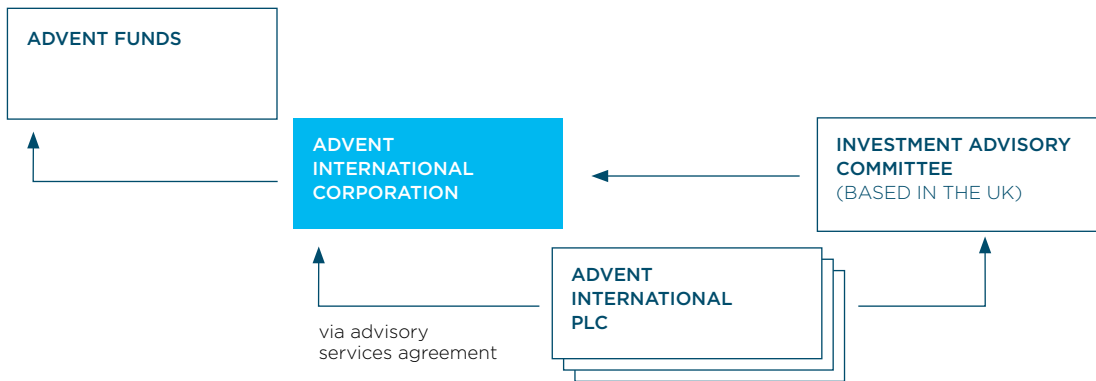 ADVENT FUNDS
ADVENT
INTERNATIONAL
CORPORATION
INVESTMENT ADVISORY
COMMITTEE
(BASED IN THE UK)
ADVENT
INTERNATIONAL
PLC
via advisory
services agreement